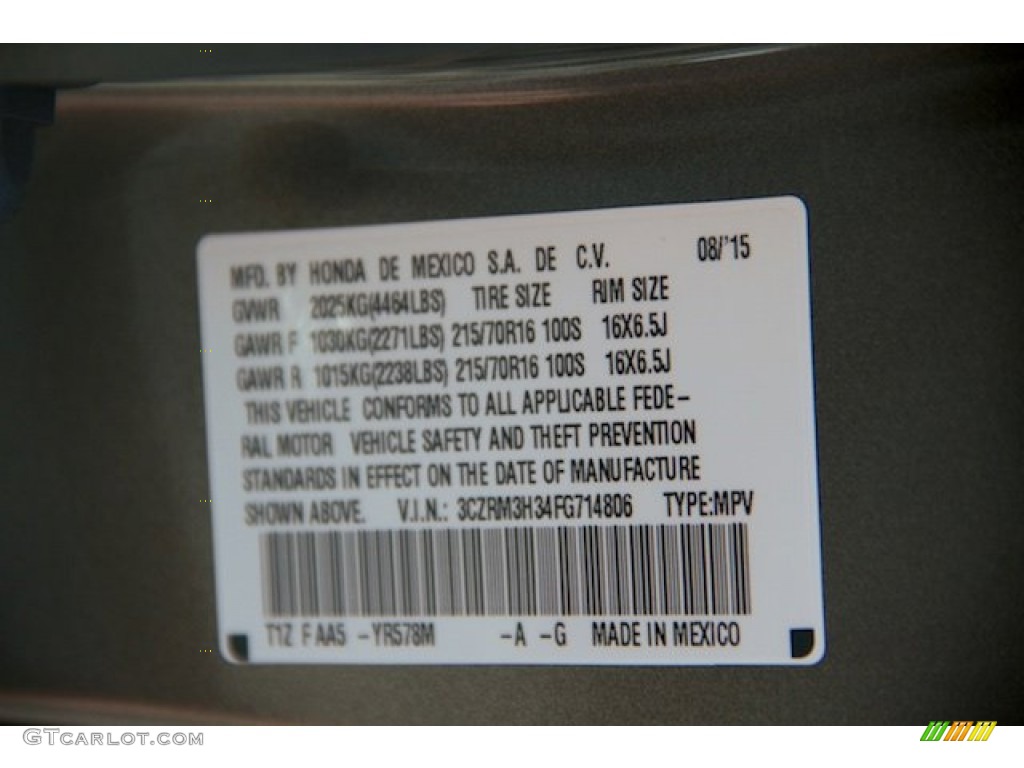 MFD. BY HONDA DE MEXICO S.A. DE C.V. 08/'15
GVWR 2025KG(4464LBS) TIRE SIZE RIM SIZE
GAWR F 1030KG(2271LBS) 215/70R16 100S 16X6.5J
GAWR R 1015KG(2238LBS) 215/70R16 100S 16X6.5J
THIS VEHICLE CONFORMS TO ALL APPLICABLE FEDE-
RAL MOTOR VEHICLE SAFETY AND THEFT PREVENTION
STANDARDS IN EFFECT ON THE DATE OF MANUFACTURE
SHOWN ABOVE. V.I.N.: 3CZRM3H34FG714806 TYPE:MPV
T1Z F AA5 -YR578M -A -G MADE IN MEXICO
GTCARLOT.COM